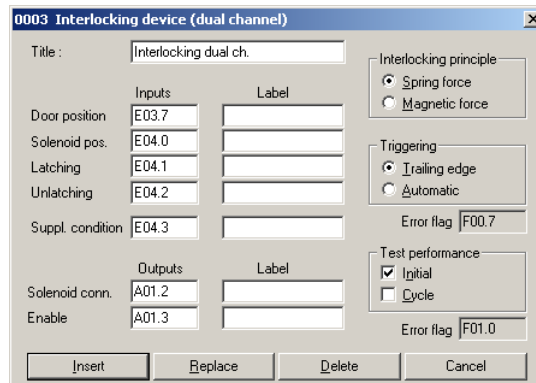 0003 Interlocking device (dual channel)
Title :
Interlocking dual ch.
Inputs
Label
Door position
E03.7
Solenoid pos.
E04.0
Latching
E04.1
Unlatching
E04.2
Suppl. condition
E04.3
Outputs
Label
Solenoid conn.
A01.2
Enable
A01.3
Interlocking principle
Spring force
Magnetic force
Triggering
Trailing edge
Automatic
Error flag
F00.7
Test performance
Initial
Cycle
Error flag
F01.0
Insert
Replace
Delete
Cancel